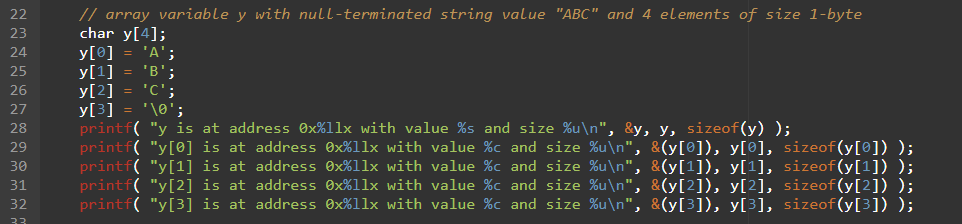 22 // array variable y with null-terminated string value "ABC" and 4 elements of size 1-byte
23 char y[4];
24 y[0] = 'A';
25 y[1] = 'B';
26 y[2] = 'C';
27 y[3] = '\0';
28 printf( "y is at address 0x%llx with value %s and size %u\n", &y, y, sizeof(y) );
29 printf( "y[0] is at address 0x%llx with value %c and size %u\n", &(y[0]), y[0], sizeof(y[0]) );
30 printf( "y[1] is at address 0x%llx with value %c and size %u\n", &(y[1]), y[1], sizeof(y[1]) );
31 printf( "y[2] is at address 0x%llx with value %c and size %u\n", &(y[2]), y[2], sizeof(y[2]) );
32 printf( "y[3] is at address 0x%llx with value %c and size %u\n", &(y[3]), y[3], sizeof(y[3]) );
33